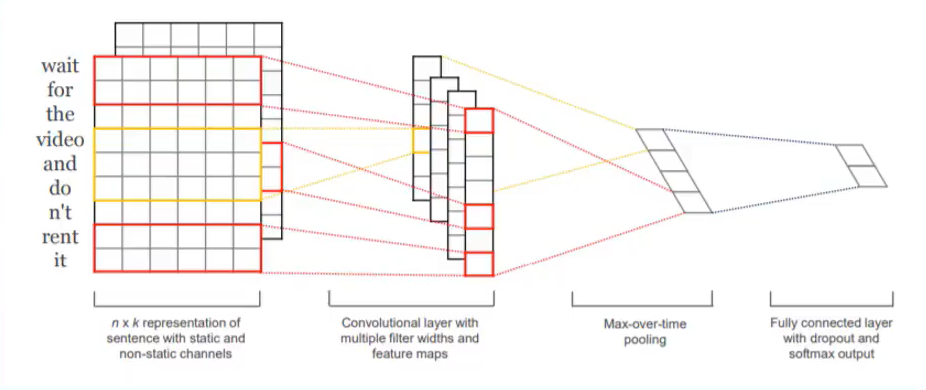 wait
for
the
video
and
do
n't
rent
it
n x k representation of
sentence with static and
non-static channels
Convolutional layer with
multiple filter widths and
feature maps
Max-over-time
pooling
Fully connected layer
with dropout and
softmax output